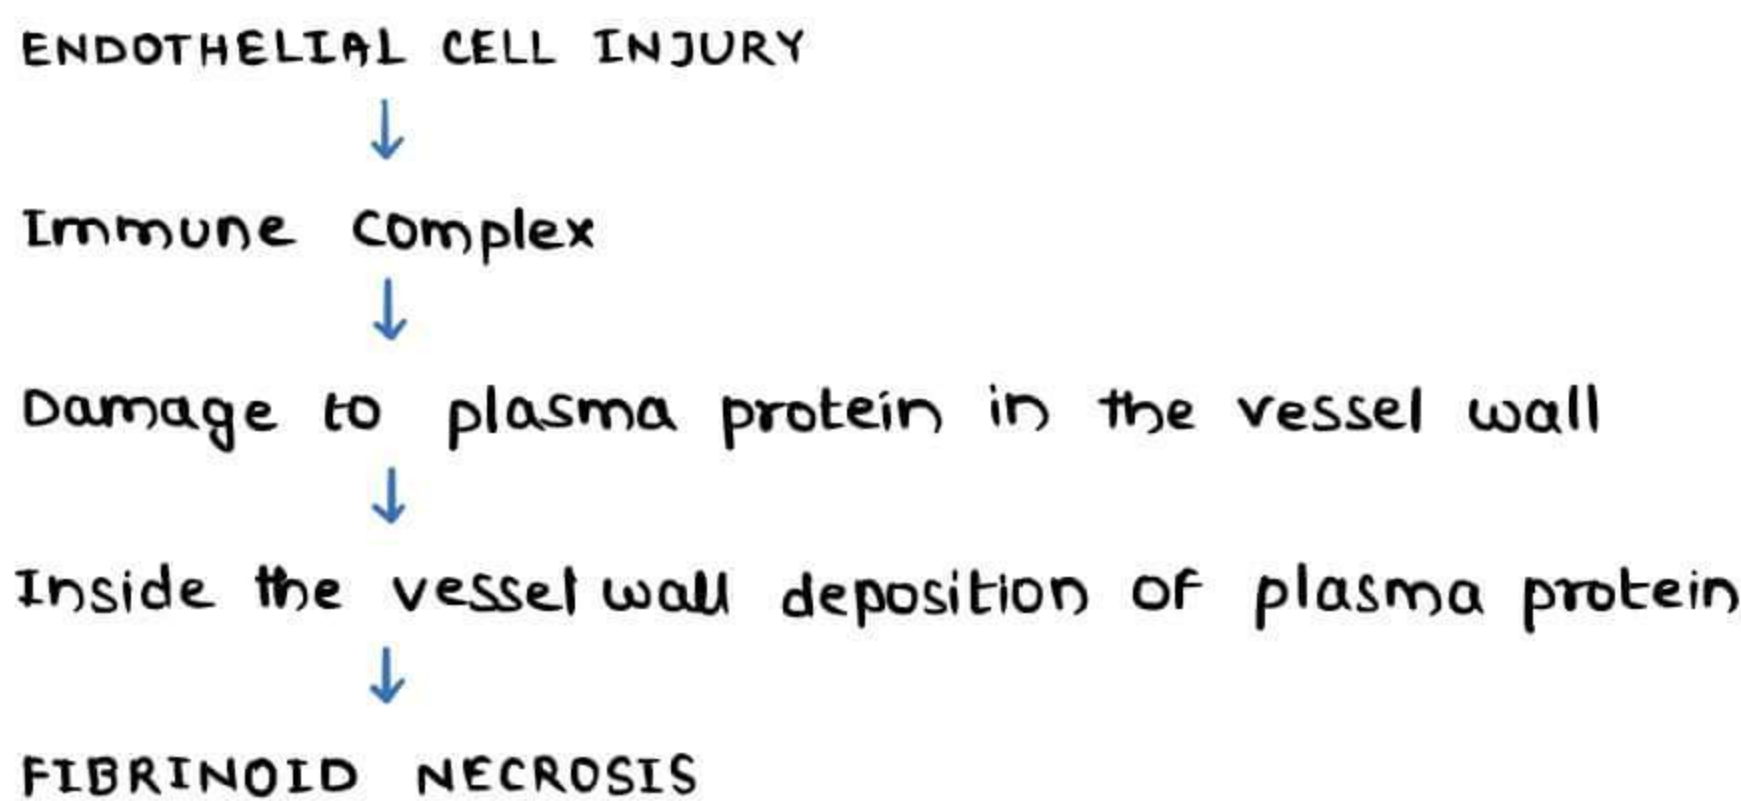 ENDOTHELIAL CELL INJURY
↓
Immune complex
↓
Damage to plasma protein in the vessel wall
↓
Inside the vessel wall deposition of plasma protein
↓
FIBRINOID NECROSIS